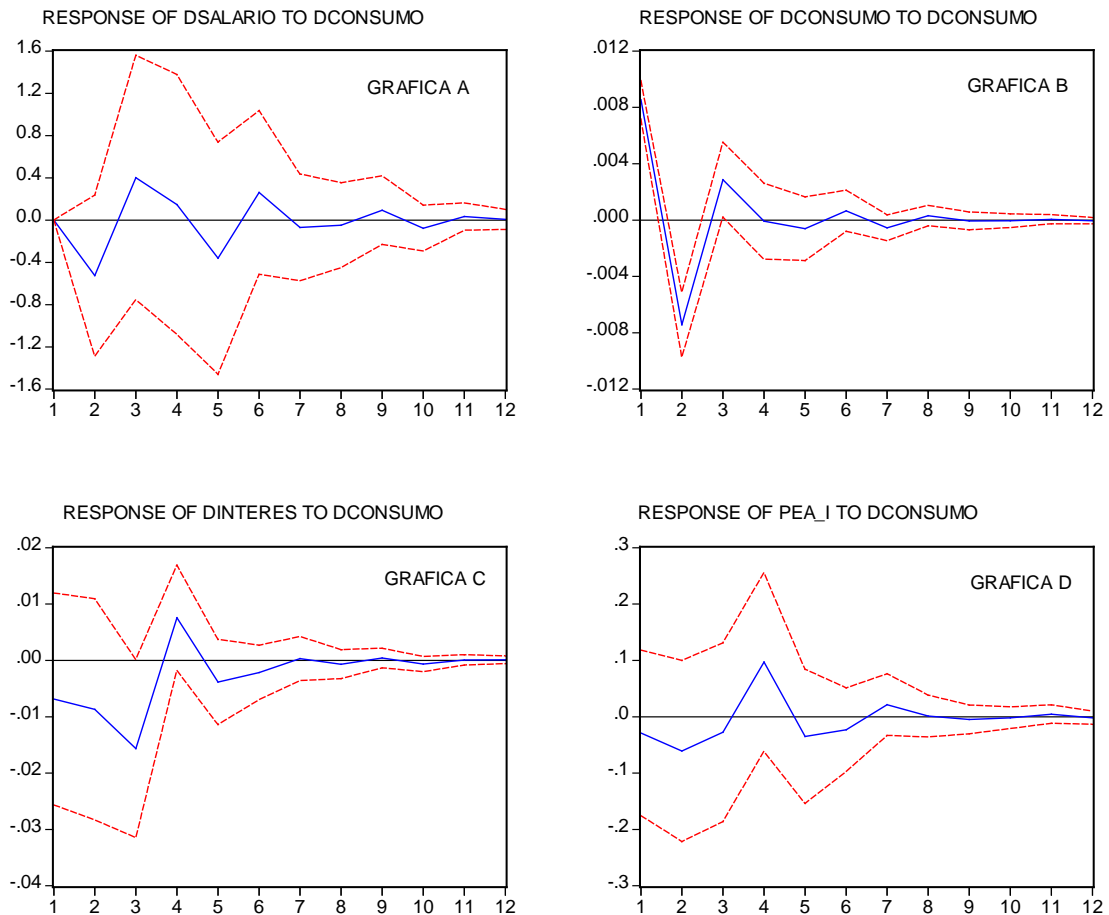 RESPONSE OF DSALARIO TO DCONSUMO
1.6
1.2
0.8
0.4
0.0
-0.4
-0.8
-1.2
-1.6
GRAFICA A
1 2 3 4 5 6 7 8 9 10 11 12
RESPONSE OF DCONSUMO TO DCONSUMO
.012
.008
.004
.000
-.004
-.008
-.012
GRAFICA B
1 2 3 4 5 6 7 8 9 10 11 12
RESPONSE OF DINTERES TO DCONSUMO
.02
.01
.00
-.01
-.02
-.03
-.04
GRAFICA C
1 2 3 4 5 6 7 8 9 10 11 12
RESPONSE OF PEA_I TO DCONSUMO
.3
.2
.1
.0
-.1
-.2
-.3
GRAFICA D
1 2 3 4 5 6 7 8 9 10 11 12